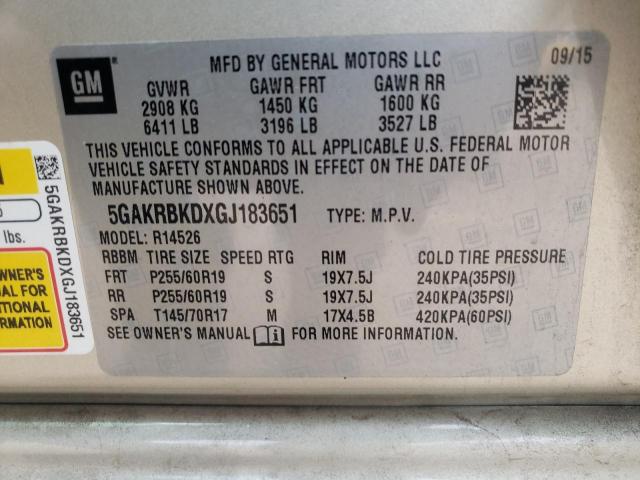 GM
MFD BY GENERAL MOTORS LLC
09/15
GVWR GAWR FRT GAWR RR
2908 KG 1450 KG 1600 KG
6411 LB 3196 LB 3527 LB
THIS VEHICLE CONFORMS TO ALL APPLICABLE U.S. FEDERAL MOTOR
VEHICLE SAFETY STANDARDS IN EFFECT ON THE DATE OF
MANUFACTURE SHOWN ABOVE.
5GAKRBKDXGJ183651 TYPE: M.P.V.
MODEL: R14526
RBBM TIRE SIZE SPEED RTG RIM COLD TIRE PRESSURE
FRT P255/60R19 S 19X7.5J 240KPA(35PSI)
RR P255/60R19 S 19X7.5J 240KPA(35PSI)
SPA T145/70R17 M 17X4.5B 420KPA(60PSI)
SEE OWNER'S MANUAL FOR MORE INFORMATION.
5GAKRBKDXGJ183651
lbs.
WNER'S
AL FOR
TIONAL
RMATION